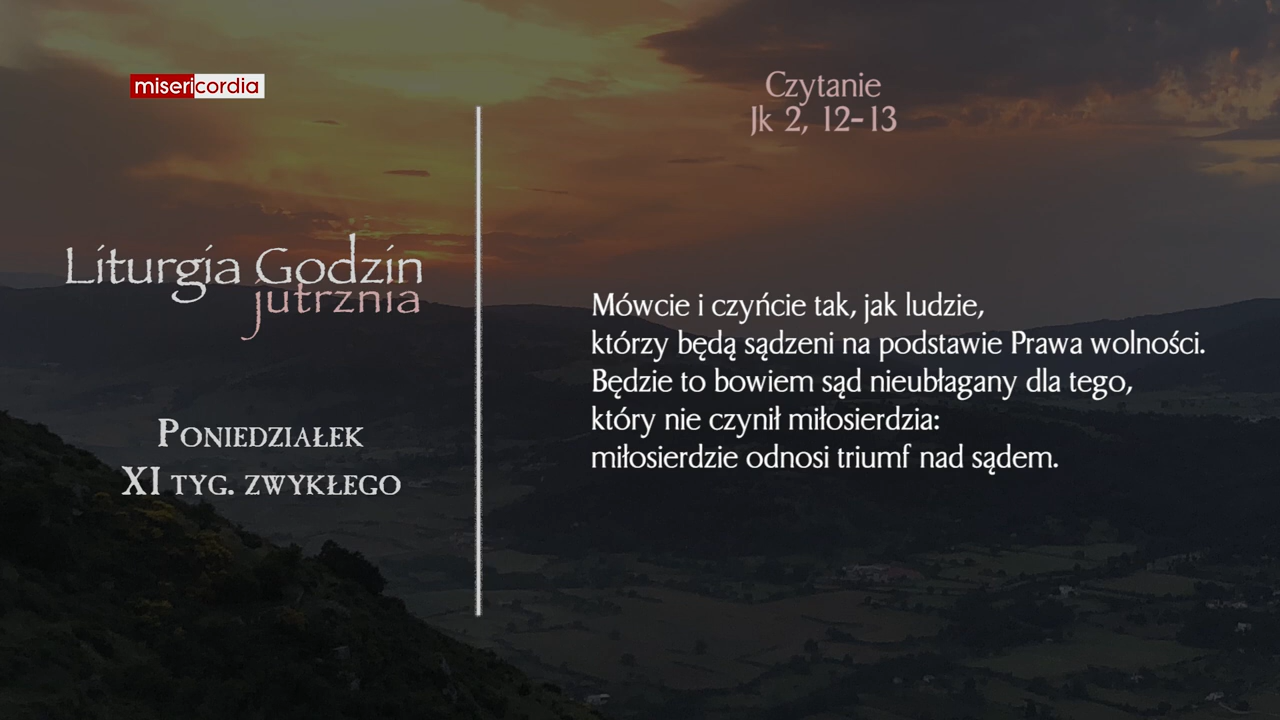 misericordia
Liturgia Godzin
jutrznia
Poniedziałek
XI tyg. zwykłego
Czytanie
Jk 2, 12-13
Mówcie i czyńcie tak, jak ludzie,
którzy będą sądzeni na podstawie Prawa wolności.
Będzie to bowiem sąd nieubłagany dla tego,
który nie czynił miłosierdzia:
miłosierdzie odnosi triumf nad sądem.